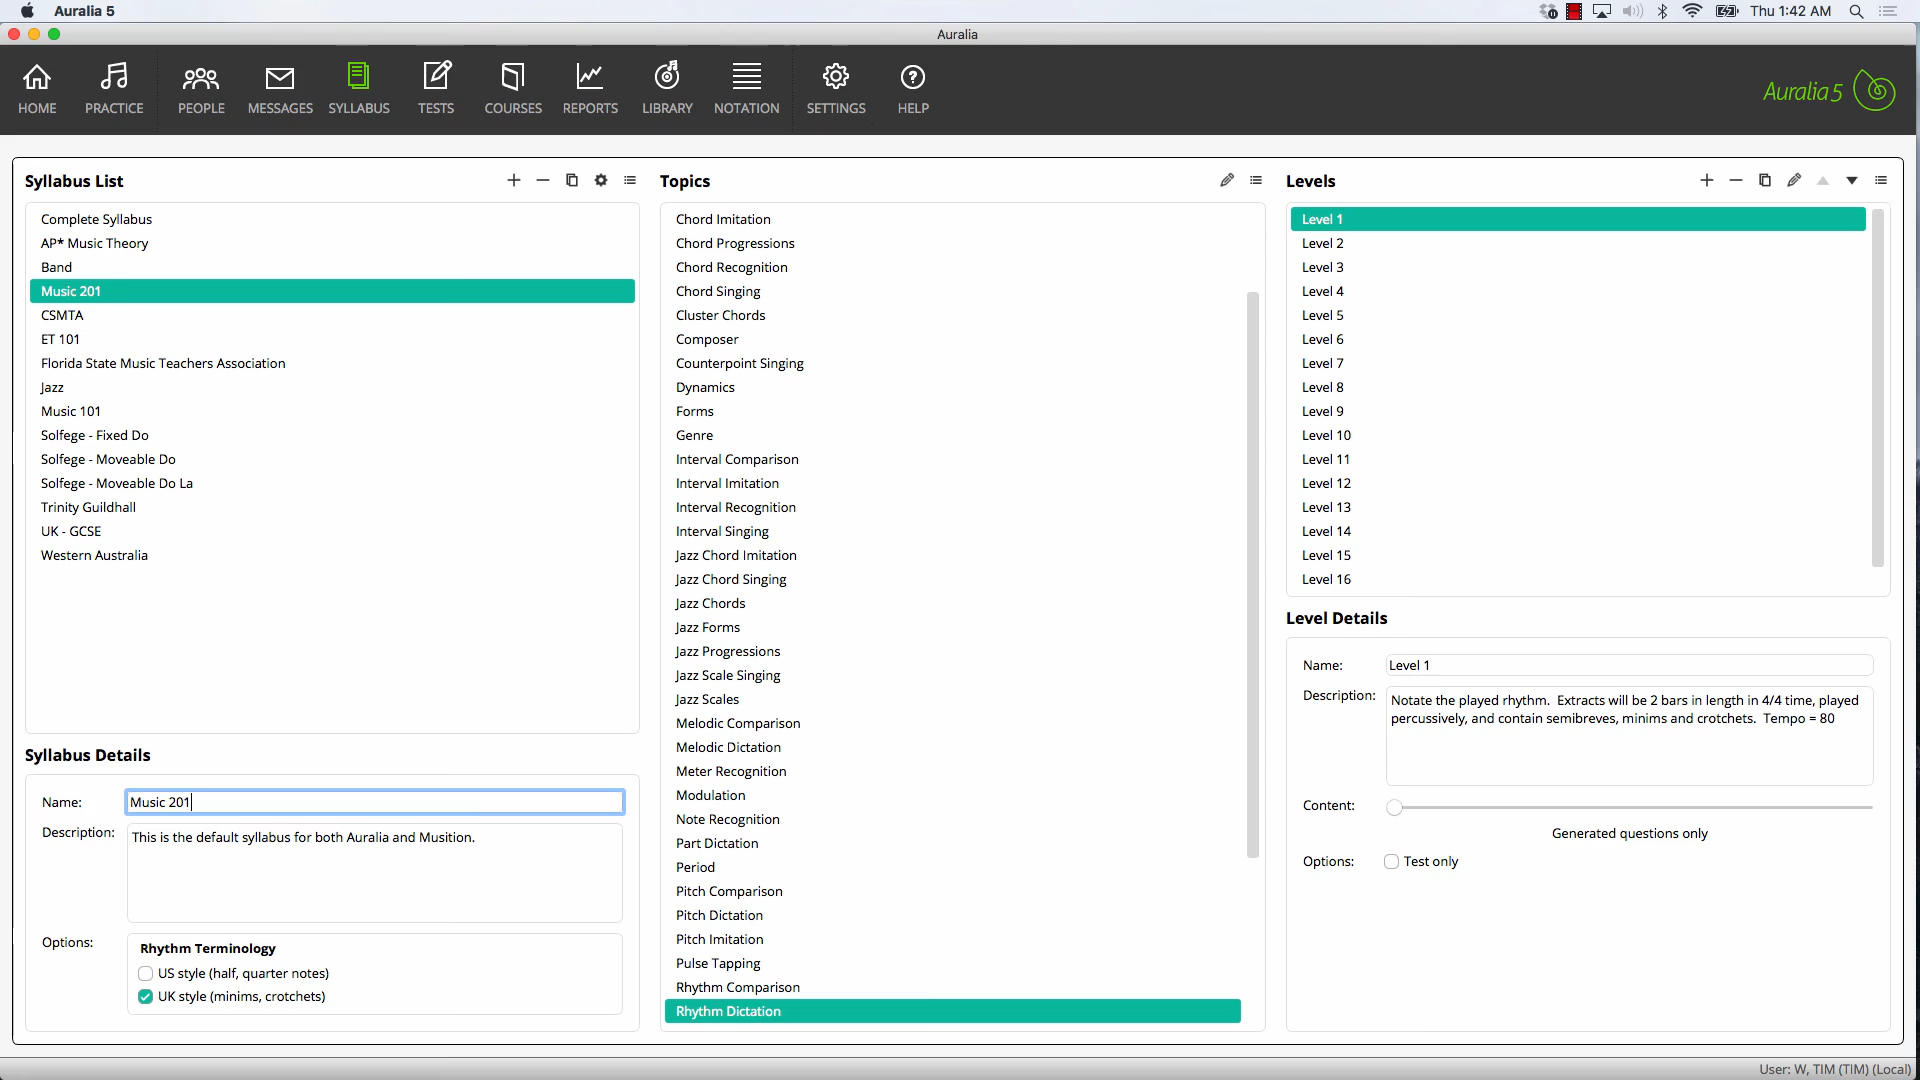 Auralia 5
Thu 1:42 AM
Auralia
HOME
PRACTICE
PEOPLE
MESSAGES
SYLLABUS
TESTS
COURSES
REPORTS
LIBRARY
NOTATION
SETTINGS
HELP
Auralia 5
Syllabus List
Complete Syllabus
AP* Music Theory
Band
Music 201
CSMTA
ET 101
Florida State Music Teachers Association
Jazz
Music 101
Solfege - Fixed Do
Solfege - Moveable Do
Solfege - Moveable Do La
Trinity Guildhall
UK - GCSE
Western Australia
Syllabus Details
Name:
Music 201
Description:
This is the default syllabus for both Auralia and Musition.
Options:
Rhythm Terminology
US style (half, quarter notes)
UK style (minims, crotchets)
Topics
Chord Imitation
Chord Progressions
Chord Recognition
Chord Singing
Cluster Chords
Composer
Counterpoint Singing
Dynamics
Forms
Genre
Interval Comparison
Interval Imitation
Interval Recognition
Interval Singing
Jazz Chord Imitation
Jazz Chord Singing
Jazz Chords
Jazz Forms
Jazz Progressions
Jazz Scale Singing
Jazz Scales
Melodic Comparison
Melodic Dictation
Meter Recognition
Modulation
Note Recognition
Part Dictation
Period
Pitch Comparison
Pitch Dictation
Pitch Imitation
Pulse Tapping
Rhythm Comparison
Rhythm Dictation
Levels
Level 1
Level 2
Level 3
Level 4
Level 5
Level 6
Level 7
Level 8
Level 9
Level 10
Level 11
Level 12
Level 13
Level 14
Level 15
Level 16
Level Details
Name:
Level 1
Description:
Notate the played rhythm.  Extracts will be 2 bars in length in 4/4 time, played
percussively, and contain semibreves, minims and crotchets.  Tempo = 80
Content:
Generated questions only
Options:
Test only
User: W, TIM (TIM) (Local)